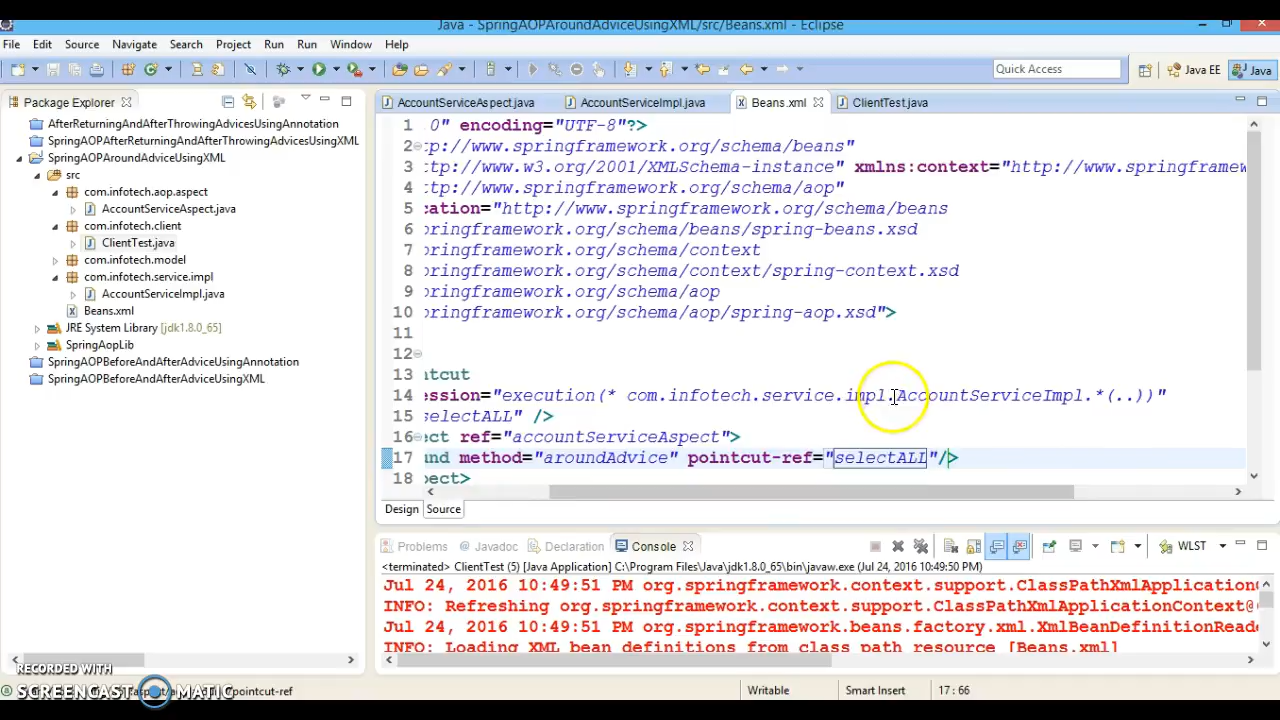 Java - SpringAOPAroundAdviceUsingXML/src/Beans.xml - Eclipse
File Edit Source Navigate Search Project Run Run Window Help
Quick Access
Java EE
Java
Package Explorer
AfterReturningAndAfterThrowingAdvicesUsingAnnotation
SpringAOPAfterReturningAndAfterThrowingAdvicesUsingXML
SpringAOPAroundAdviceUsingXML
src
com.infotech.aop.aspect
AccountServiceAspect.java
com.infotech.client
ClientTest.java
com.infotech.model
com.infotech.service.impl
AccountServiceImpl.java
Beans.xml
JRE System Library [jdk1.8.0_65]
SpringAopLib
SpringAOPBeforeAndAfterAdviceUsingAnnotation
SpringAOPBeforeAndAfterAdviceUsingXML
AccountServiceAspect.java AccountServiceImpl.java Beans.xml ClientTest.java
1 0" encoding="UTF-8"?>
2 tp://www.springframework.org/schema/beans"
3 ttp://www.w3.org/2001/XMLSchema-instance" xmlns:context="http://www.springframew
4 ttp://www.springframework.org/schema/aop"
5 cation="http://www.springframework.org/schema/beans
6 pringframework.org/schema/beans/spring-beans.xsd
7 pringframework.org/schema/context
8 pringframework.org/schema/context/spring-context.xsd
9 pringframework.org/schema/aop
10 pringframework.org/schema/aop/spring-aop.xsd">
11
12
13 ntcut
14 ession="execution(* com.infotech.service.impl.AccountServiceImpl.*(..))"
15 selectALL" />
16 ect ref="accountServiceAspect">
17 und method="aroundAdvice" pointcut-ref="selectALL"/>
18 pect>
Design Source
Problems Javadoc Declaration Console
WLST
<terminated> ClientTest (5) [Java Application] C:\Program Files\Java\jdk1.8.0_65\bin\javaw.exe (Jul 24, 2016 10:49:50 PM)
Jul 24, 2016 10:49:51 PM org.springframework.context.support.ClassPathXmlApplication
INFO: Refreshing org.springframework.context.support.ClassPathXmlApplicationContext@
Jul 24, 2016 10:49:51 PM org.springframework.beans.factory.xml.XmlBeanDefinitionReade
INFO: Loading XML bean definitions from class path resource [Beans.xml]
RECORDED WITH
SCREENCAST MATIC
pointcut-ref
Writable Smart Insert 17 : 66